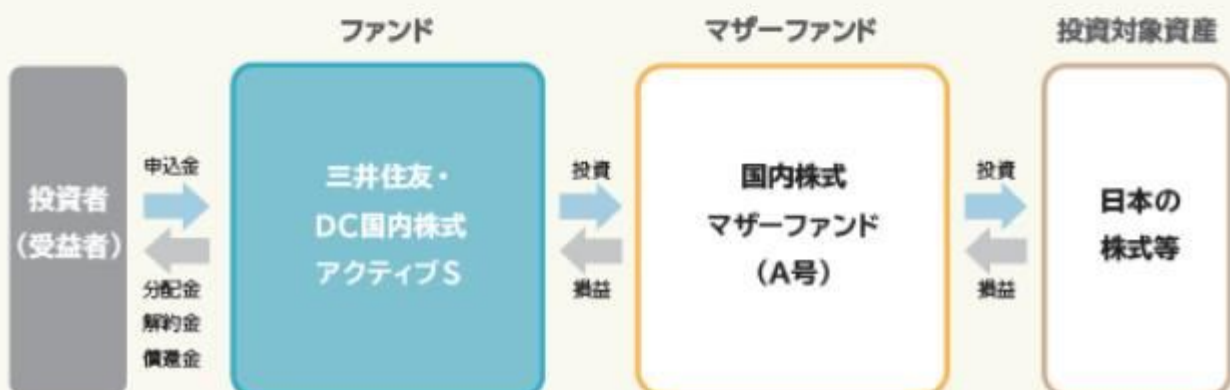 ファンド
マザーファンド
投資対象資産
投資者
（受益者）
申込金
分配金
解約金
償還金
三井住友・
DC国内株式
アクティブS
投資
損益
国内株式
マザーファンド
（A号）
投資
損益
日本の
株式等